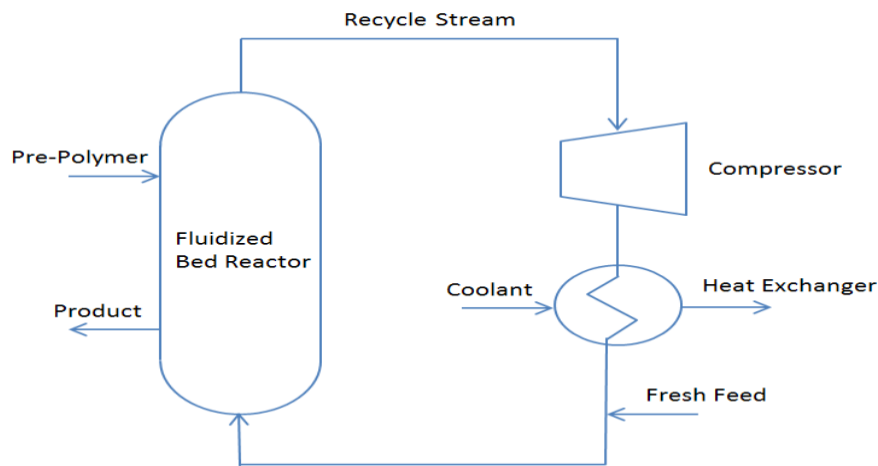 Recycle Stream
Pre-Polymer
Compressor
Fluidized
Bed Reactor
Coolant
Heat Exchanger
Product
Fresh Feed